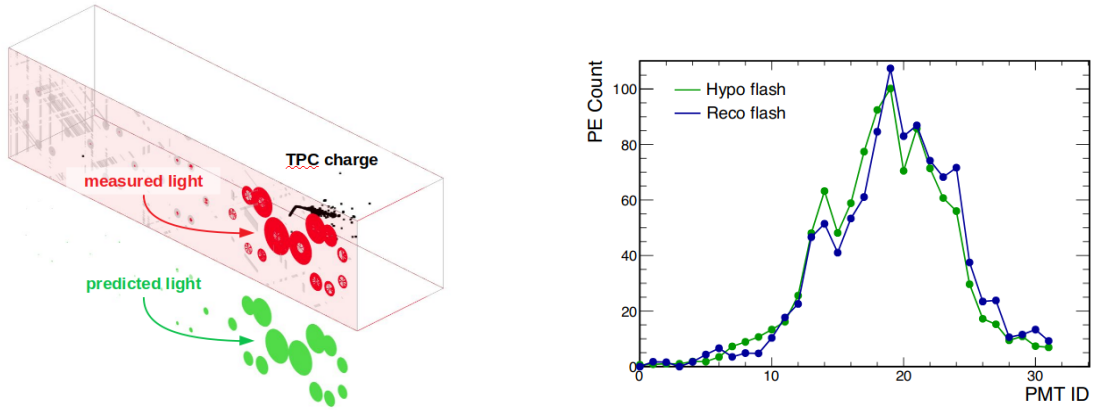 TPC charge
measured light
predicted light
PE Count
100
80
60
40
20
0
Hypo flash
Reco flash
0
10
20
30
PMT ID